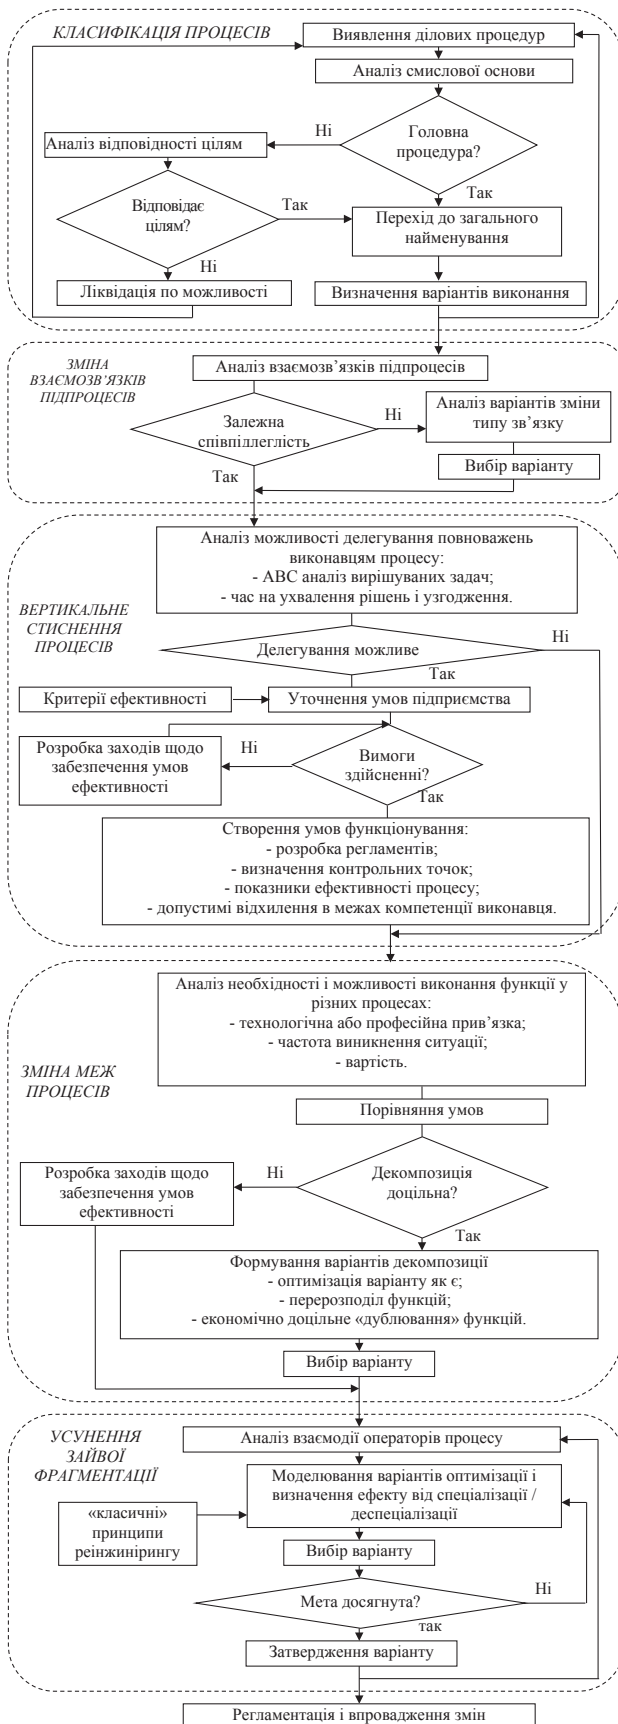 КЛАСИФІКАЦІЯ ПРОЦЕСІВ
Виявлення ділових процедур
Аналіз смислової основи
Ні
Головна
процедура?
Аналіз відповідності цілям
Так
Відповідає
цілям?
Так
Перехід до загального
найменування
Ні
Ліквідація по можливості
Визначення варіантів виконання
ЗМІНА
ВЗАЄМОЗВ'ЯЗКІВ
ПІДПРОЦЕСІВ
Аналіз взаємозв'язків підпроцесів
Залежна
співпідлеглість
Ні
Аналіз варіантів зміни
типу зв'язку
Вибір варіанту
Так
Аналіз можливості делегування повноважень
виконавцям процесу:
- АВС аналіз вирішуваних задач;
- час на ухвалення рішень і узгодження.
ВЕРТИКАЛЬНЕ
СТИСНЕННЯ
ПРОЦЕСІВ
Ні
Делегування можливе
Так
Критерії ефективності
Уточнення умов підприємства
Розробка заходів щодо
забезпечення умов
ефективності
Ні
Вимоги
здійсненні?
Так
Створення умов функціонування:
- розробка регламентів;
- визначення контрольних точок;
- показники ефективності процесу;
- допустимі відхилення в межах компетенції виконавця.
Аналіз необхідності і можливості виконання функції у
різних процесах:
- технологічна або професійна прив'язка;
- частота виникнення ситуації;
- вартість.
ЗМІНА МЕЖ
ПРОЦЕСІВ
Порівняння умов
Розробка заходів щодо
забезпечення умов
ефективності
Ні
Декомпозиція
доцільна?
Так
Формування варіантів декомпозиції
- оптимізація варіанту як є;
- перерозподіл функцій;
- економічно доцільне «дублювання» функцій.
Вибір варіанту
УСУНЕННЯ
ЗАЙВОЇ
ФРАГМЕНТАЦІЇ
Аналіз взаємодії операторів процесу
Моделювання варіантів оптимізації і
визначення ефекту від спеціалізації /
деспеціалізації
«класичні»
принципи
реінжинірингу
Вибір варіанту
Ні
Мета досягнута?
так
Затвердження варіанту
Регламентація і впровадження змін